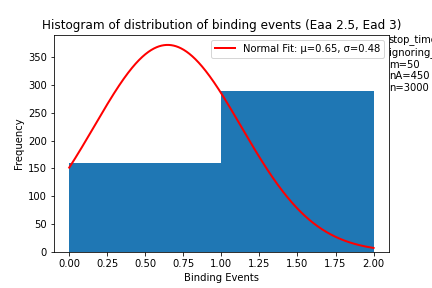 Histogram of distribution of binding events (Eaa 2.5, Ead 3)
stop_time
ignoring_
m=50
nA=450
n=3000
Normal Fit: μ=0.65, σ=0.48
Frequency
350
300
250
200
150
100
50
0
0.00 0.25 0.50 0.75 1.00 1.25 1.50 1.75 2.00
Binding Events